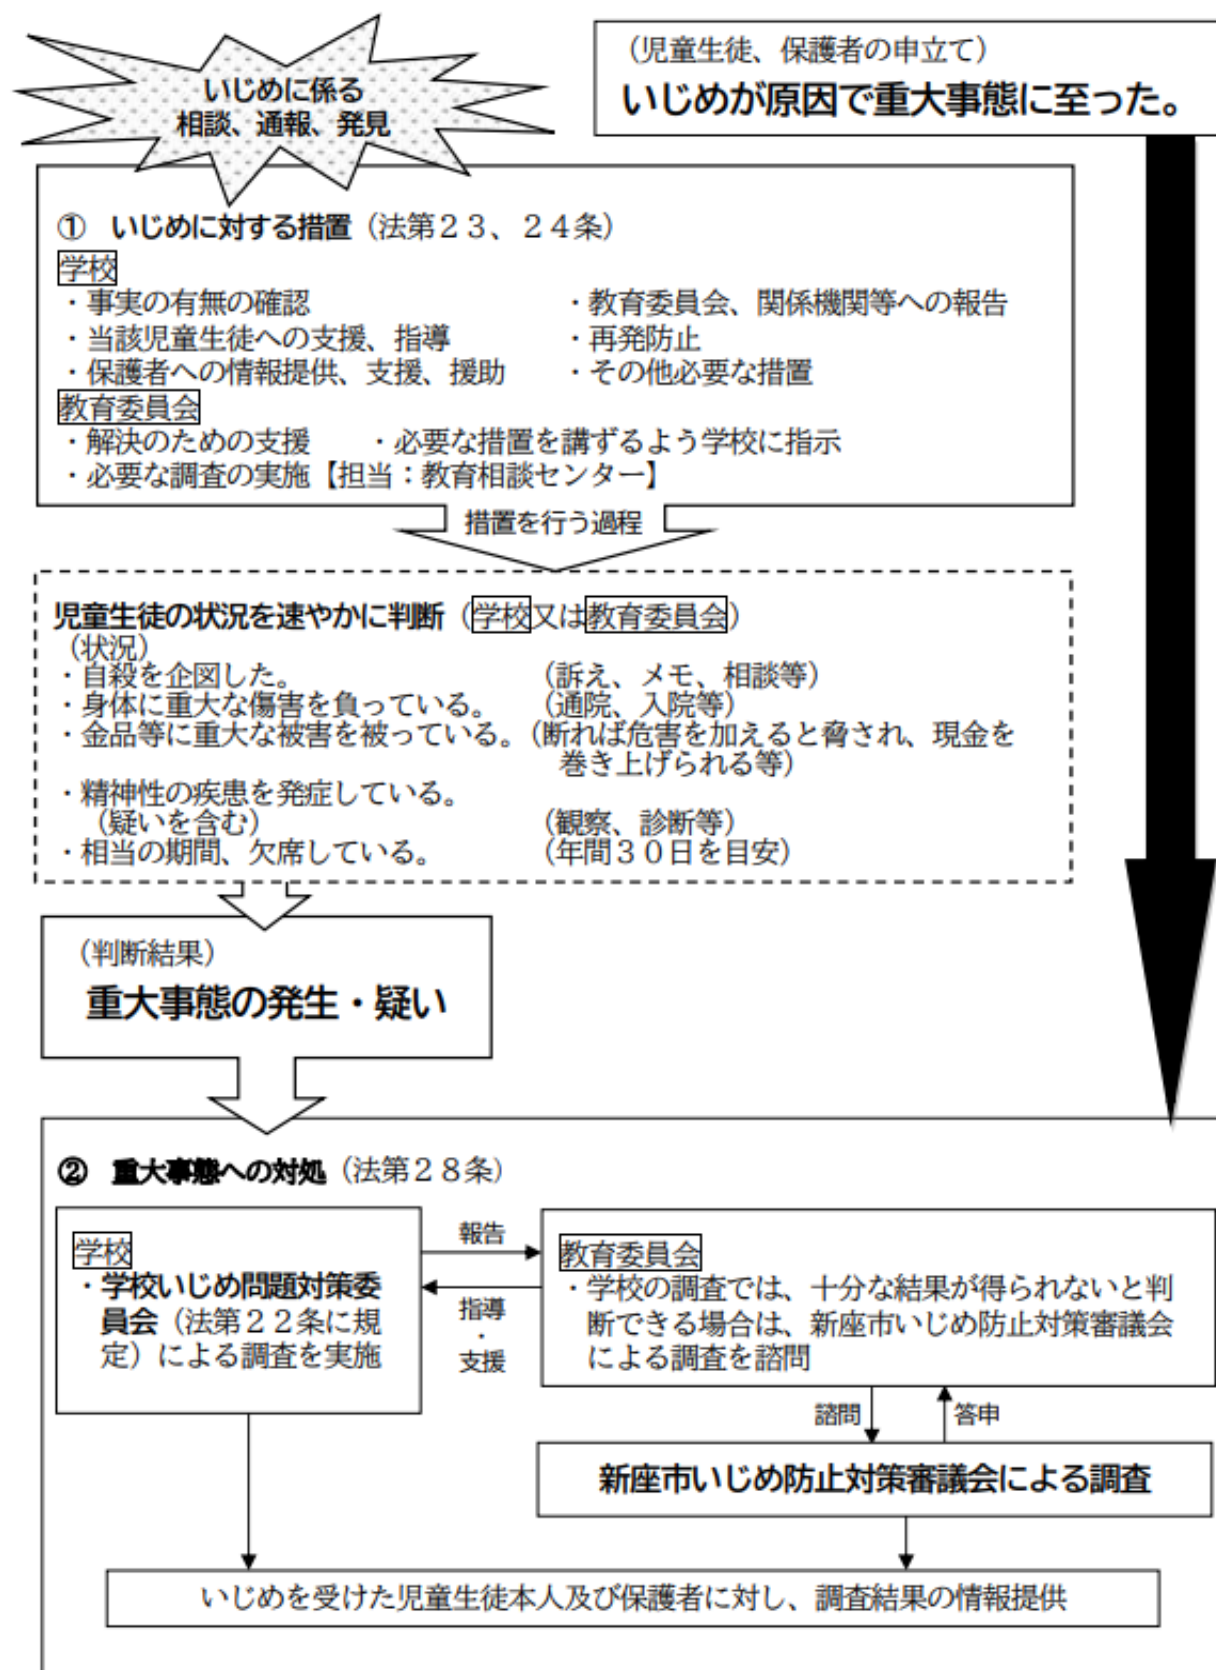 いじめに係る
相談、通報、発見
（児童生徒、保護者の申立て）
いじめが原因で重大事態に至った。
① いじめに対する措置（法第２３、２４条）
学校
・事実の有無の確認
・教育委員会、関係機関等への報告
・当該児童生徒への支援、指導
・再発防止
・保護者への情報提供、支援、援助
・その他必要な措置
教育委員会
・解決のための支援 ・必要な措置を講ずるよう学校に指示
・必要な調査の実施【担当：教育相談センター】
措置を行う過程
児童生徒の状況を速やかに判断（学校又は教育委員会）
（状況）
・自殺を企図した。 （訴え、メモ、相談等）
・身体に重大な傷害を負っている。 （通院、入院等）
・金品等に重大な被害を被っている。（断れば危害を加えると脅され、現金を
巻き上げられる等）
・精神性の疾患を発症している。
（疑いを含む） （観察、診断等）
・相当の期間、欠席している。 （年間３０日を目安）
（判断結果）
重大事態の発生・疑い
② 重大事態への対処（法第２８条）
学校
・学校いじめ問題対策委
員会（法第２２条に規
定）による調査を実施
報告
指導
・
支援
教育委員会
・学校の調査では、十分な結果が得られないと判
断できる場合は、新座市いじめ防止対策審議会
による調査を諮問
諮問
答申
新座市いじめ防止対策審議会による調査
いじめを受けた児童生徒本人及び保護者に対し、調査結果の情報提供